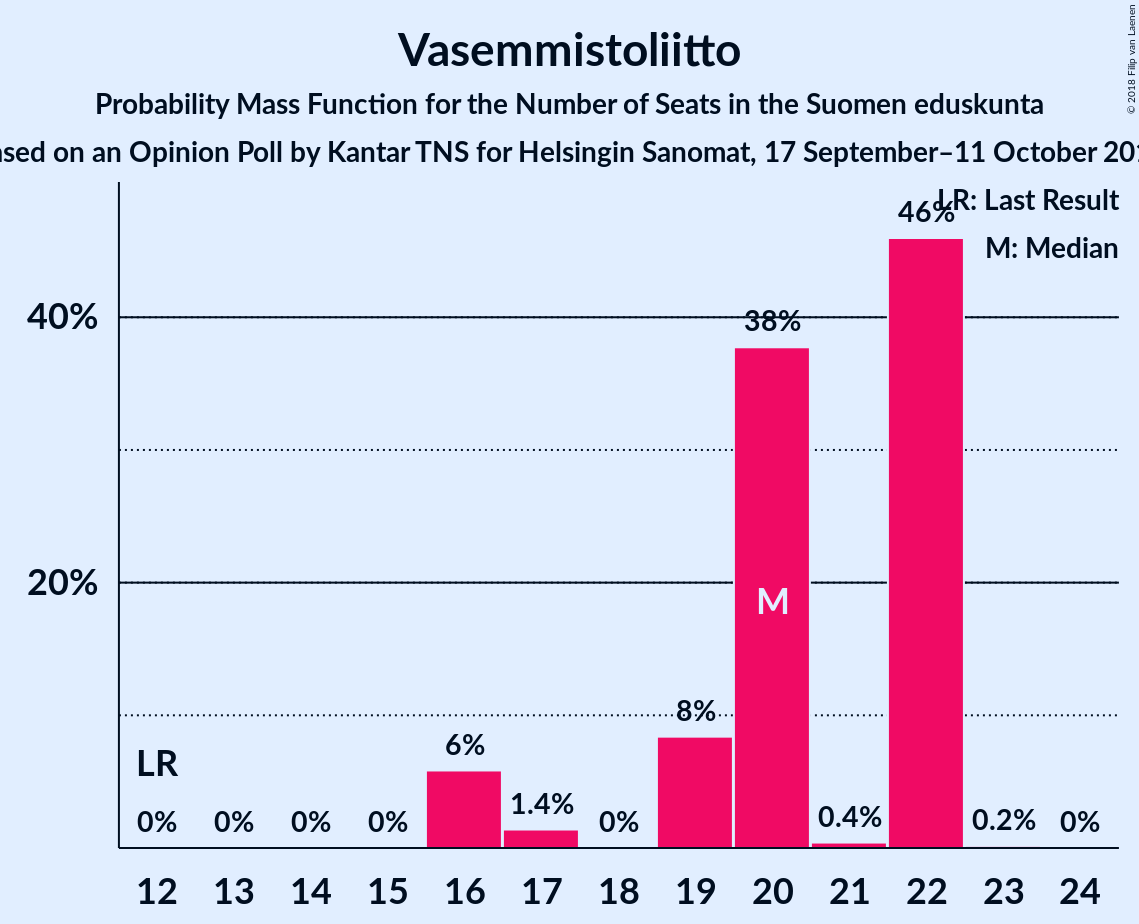 Vasemmistoliitto
Probability Mass Function for the Number of Seats in the Suomen eduskunta
on an Opinion Poll by Kantar TNS for Helsingin Sanomat, 17 September–11 October
© 2018 Filip van Laenen
LR: Last Result
M: Median
46%
40%
38%
20%
M
8%
LR
6%
1.4%
0% 0% 0% 0% 0% 0.4% 0.2% 0%
12 13 14 15 16 17 18 19 20 21 22 23 24